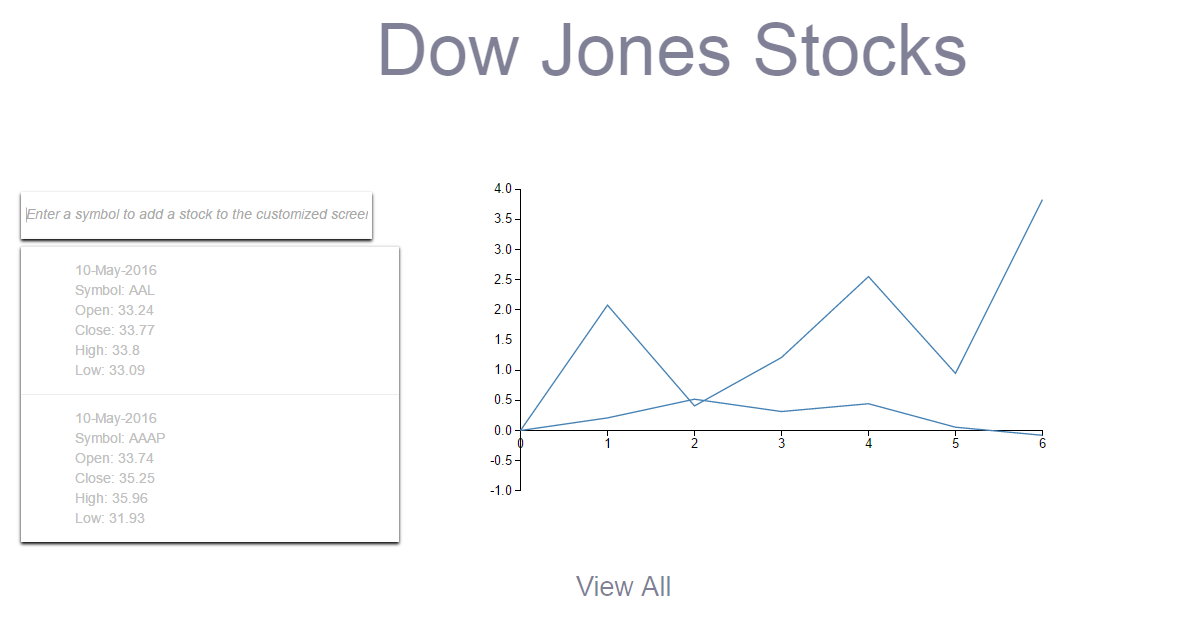 Dow Jones Stocks
Enter a symbol to add a stock to the customized screen
10-May-2016
Symbol: AAL
Open: 33.24
Close: 33.77
High: 33.8
Low: 33.09
10-May-2016
Symbol: AAAP
Open: 33.74
Close: 35.25
High: 35.96
Low: 31.93
4.0
3.5
3.0
2.5
2.0
1.5
1.0
0.5
0.0
-0.5
-1.0
0 1 2 3 4 5 6
View All